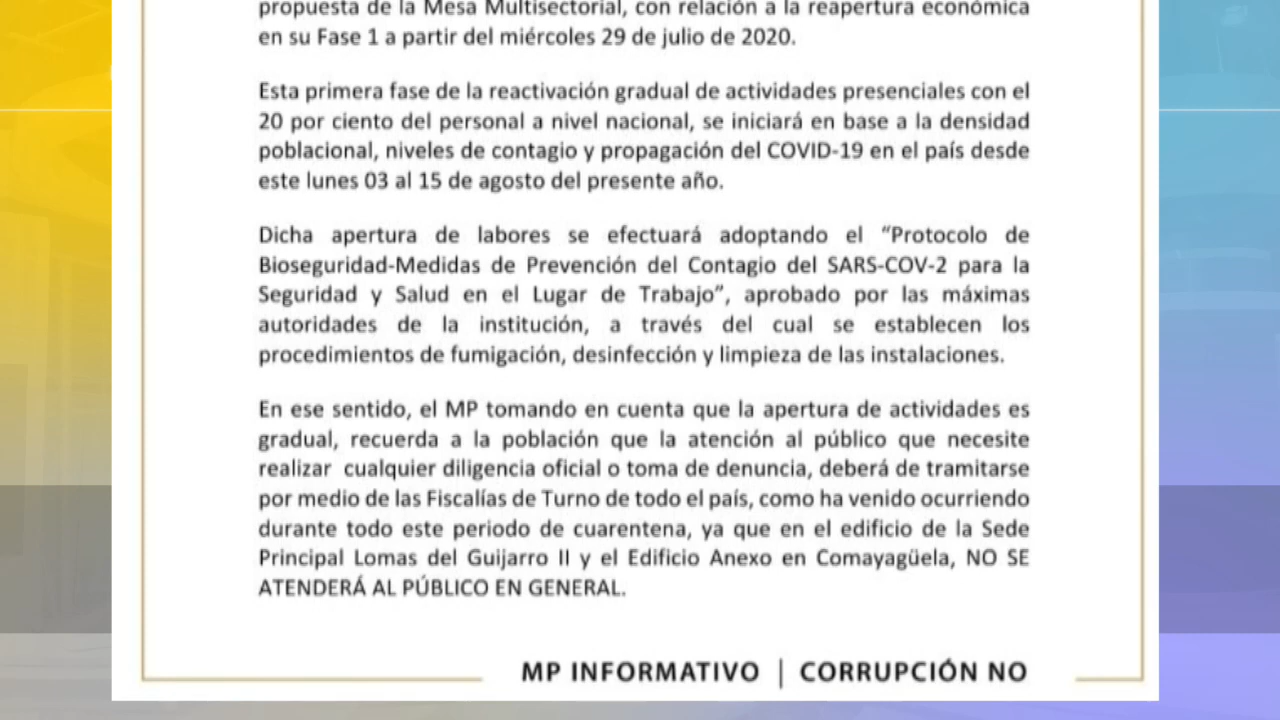 propuesta de la Mesa Multisectorial, con relación a la reapertura económica
en su Fase 1 a partir del miércoles 29 de julio de 2020.
Esta primera fase de la reactivación gradual de actividades presenciales con el
20 por ciento del personal a nivel nacional, se iniciará en base a la densidad
poblacional, niveles de contagio y propagación del COVID-19 en el país desde
este lunes 03 al 15 de agosto del presente año.
Dicha apertura de labores se efectuará adoptando el “Protocolo de
Bioseguridad-Medidas de Prevención del Contagio del SARS-COV-2 para la
Seguridad y Salud en el Lugar de Trabajo”, aprobado por las máximas
autoridades de la institución, a través del cual se establecen los
procedimientos de fumigación, desinfección y limpieza de las instalaciones.
En ese sentido, el MP tomando en cuenta que la apertura de actividades es
gradual, recuerda a la población que la atención al público que necesite
realizar cualquier diligencia oficial o toma de denuncia, deberá de tramitarse
por medio de las Fiscalías de Turno de todo el país, como ha venido ocurriendo
durante todo este periodo de cuarentena, ya que en el edificio de la Sede
Principal Lomas del Guijarro II y el Edificio Anexo en Comayagüela, NO SE
ATENDERÁ AL PÚBLICO EN GENERAL.
MP INFORMATIVO | CORRUPCIÓN NO